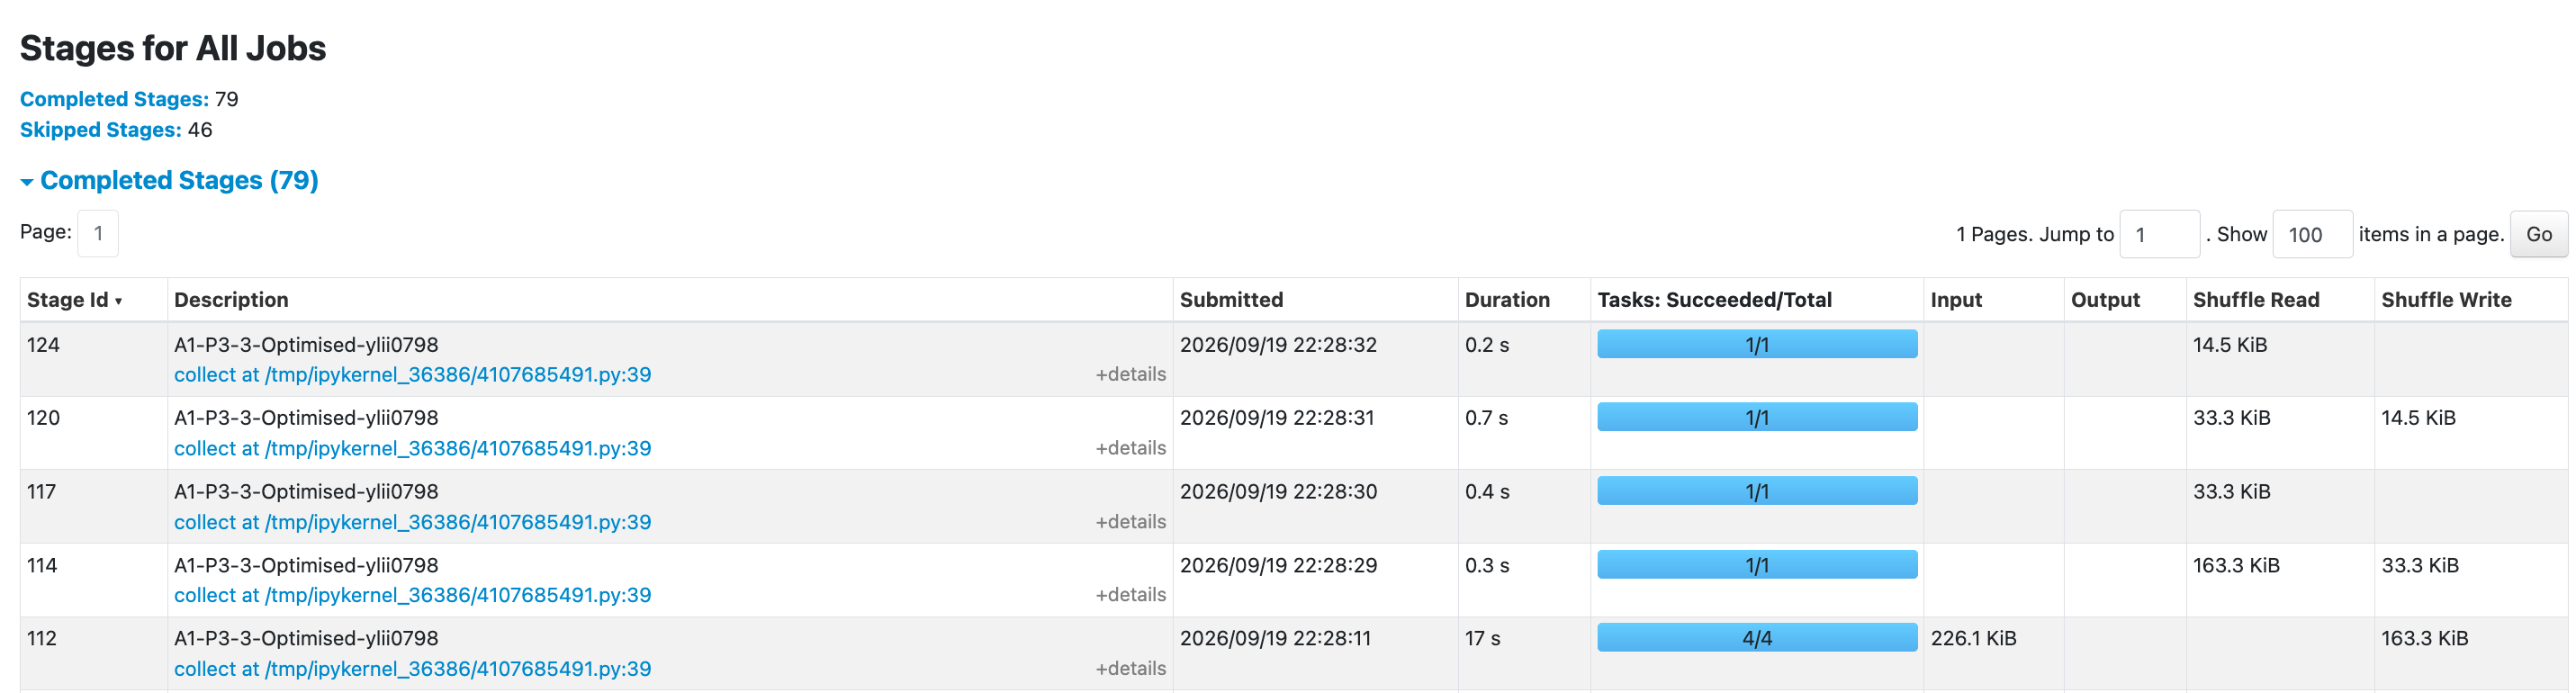 Stages for All Jobs
Completed Stages: 79
Skipped Stages: 46
Completed Stages (79)
Page: 1 1 Pages. Jump to 1 . Show 100 items in a page. Go
Stage Id ▾ Description Submitted Duration Tasks: Succeeded/Total Input Output Shuffle Read Shuffle Write
124 A1-P3-3-Optimised-ylii0798 2026/09/19 22:28:32 0.2 s 1/1 14.5 KiB
collect at /tmp/ipykernel_36386/4107685491.py:39 +details
120 A1-P3-3-Optimised-ylii0798 2026/09/19 22:28:31 0.7 s 1/1 33.3 KiB 14.5 KiB
collect at /tmp/ipykernel_36386/4107685491.py:39 +details
117 A1-P3-3-Optimised-ylii0798 2026/09/19 22:28:30 0.4 s 1/1 33.3 KiB
collect at /tmp/ipykernel_36386/4107685491.py:39 +details
114 A1-P3-3-Optimised-ylii0798 2026/09/19 22:28:29 0.3 s 1/1 163.3 KiB 33.3 KiB
collect at /tmp/ipykernel_36386/4107685491.py:39 +details
112 A1-P3-3-Optimised-ylii0798 2026/09/19 22:28:11 17 s 4/4 226.1 KiB 163.3 KiB
collect at /tmp/ipykernel_36386/4107685491.py:39 +details